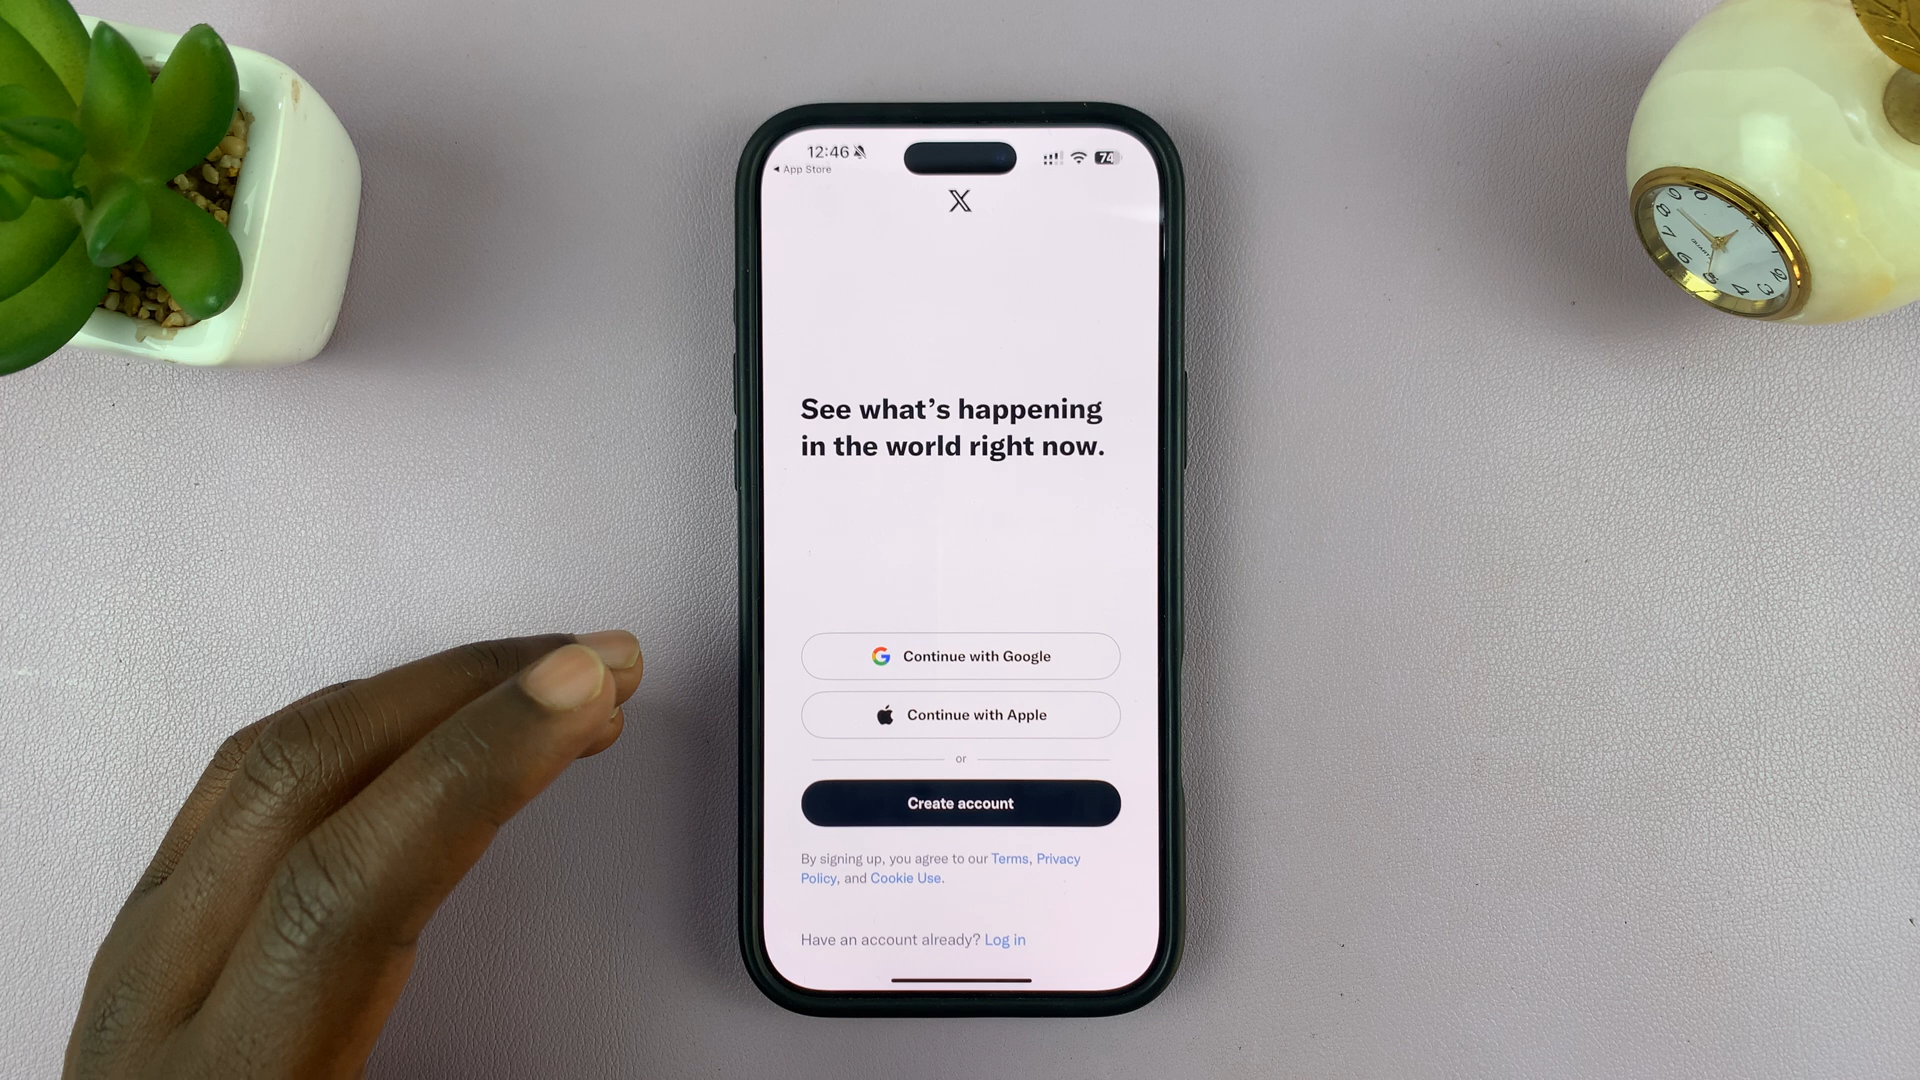 12:46
74
App Store
X
See what's happening
in the world right now.
Continue with Google
Continue with Apple
or
Create account
By signing up, you agree to our Terms, Privacy
Policy, and Cookie Use.
Have an account already? Log in